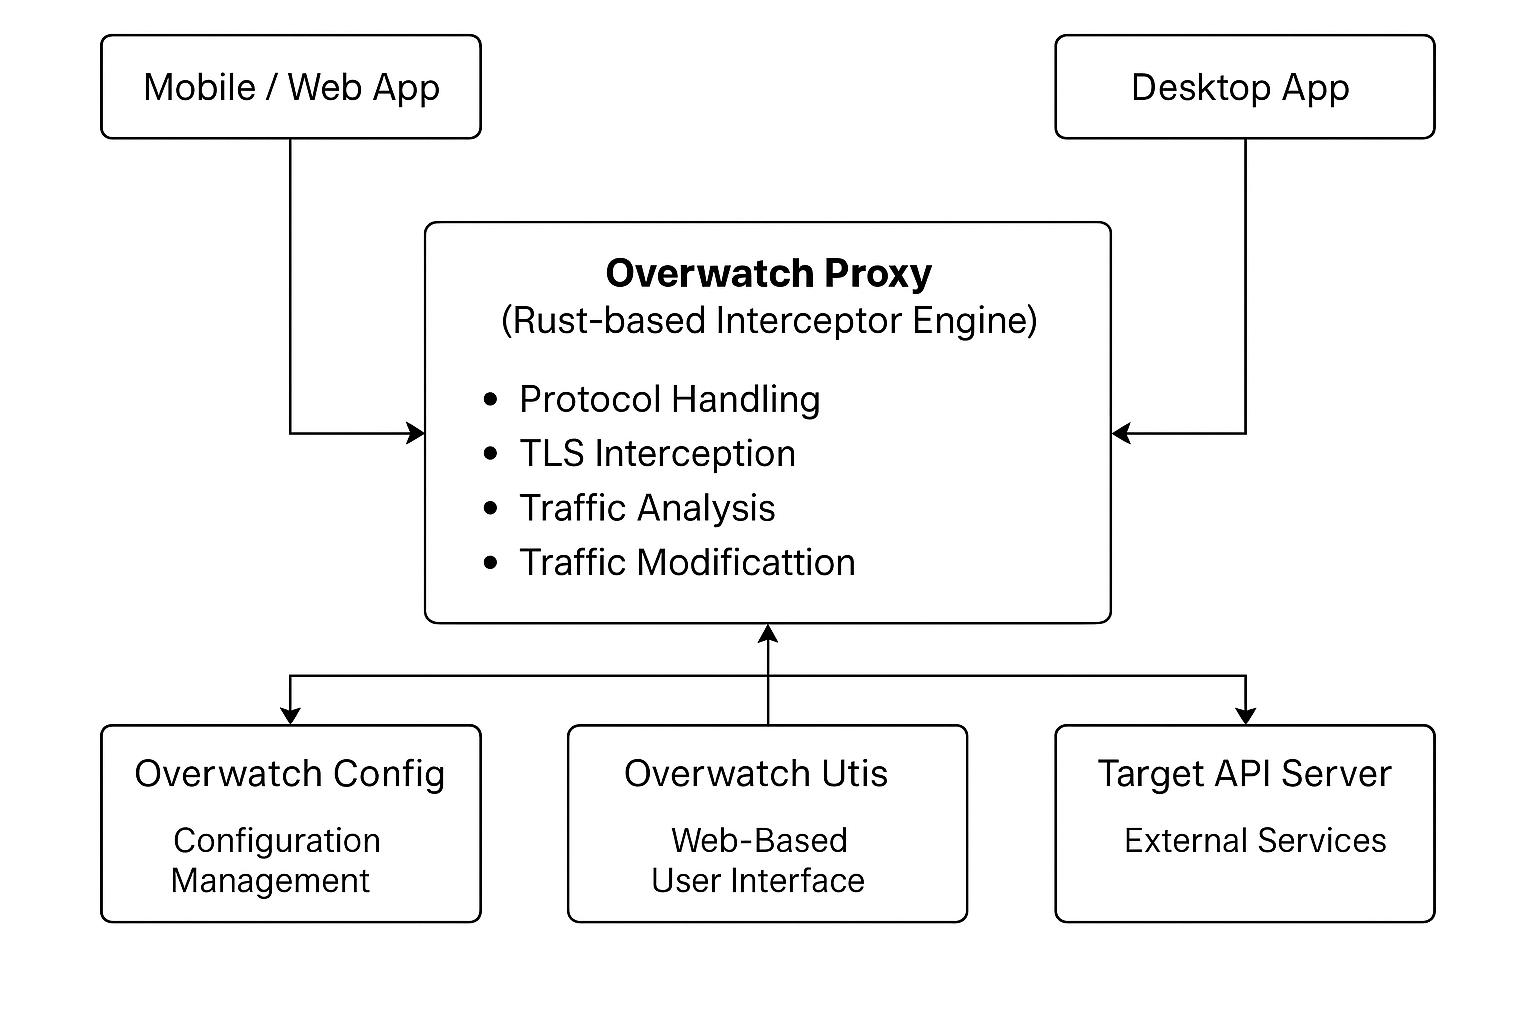 Mobile / Web App
Desktop App
Overwatch Proxy
(Rust-based Interceptor Engine)
• Protocol Handling
• TLS Interception
• Traffic Analysis
• Traffic Modificattion
Overwatch Config
Configuration
Management
Overwatch Utis
Web-Based
User Interface
Target API Server
External Services